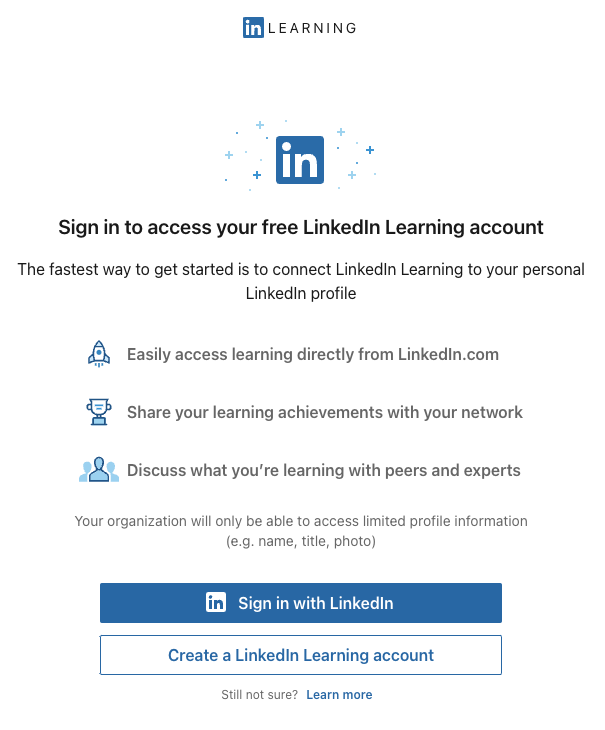 in LEARNING
in
Sign in to access your free LinkedIn Learning account
The fastest way to get started is to connect LinkedIn Learning to your personal
LinkedIn profile
Easily access learning directly from LinkedIn.com
Share your learning achievements with your network
Discuss what you’re learning with peers and experts
Your organization will only be able to access limited profile information
(e.g. name, title, photo)
in Sign in with LinkedIn
Create a LinkedIn Learning account
Still not sure? Learn more